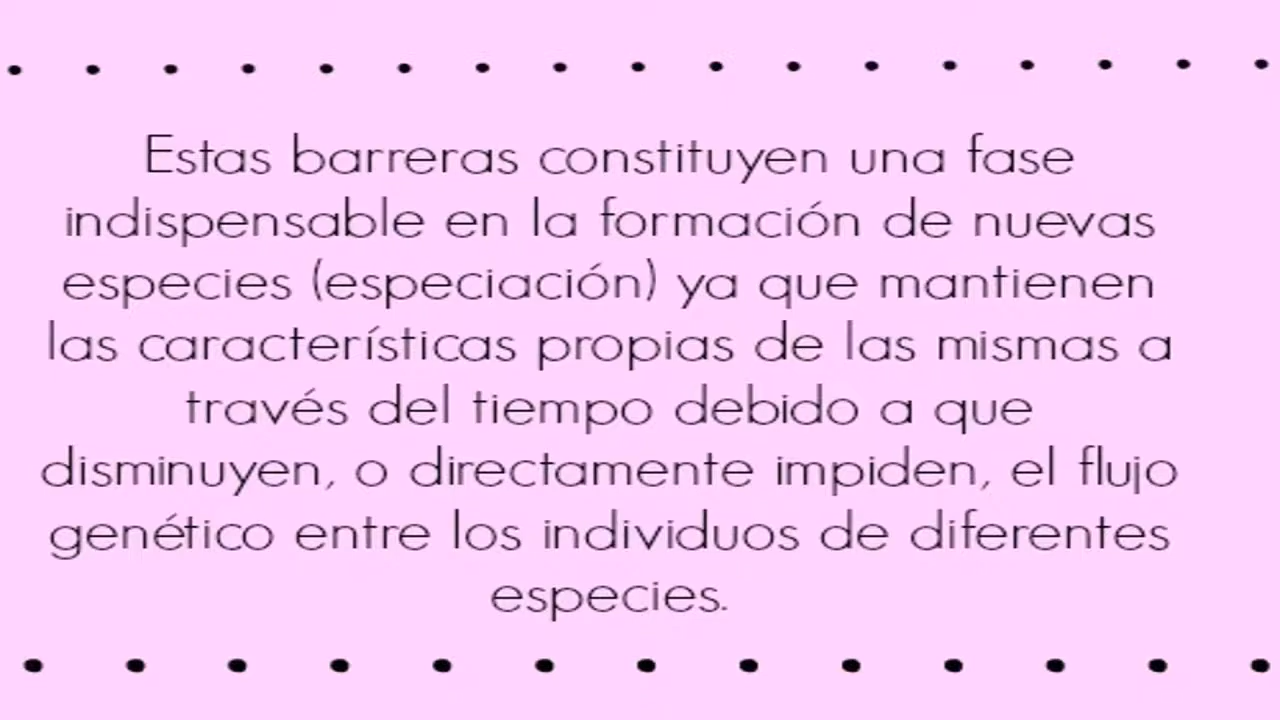 Estas barreras constituyen una fase
indispensable en la formación de nuevas
especies (especiación) ya que mantienen
las características propias de las mismas a
través del tiempo debido a que
disminuyen, o directamente impiden, el flujo
genético entre los individuos de diferentes
especies.